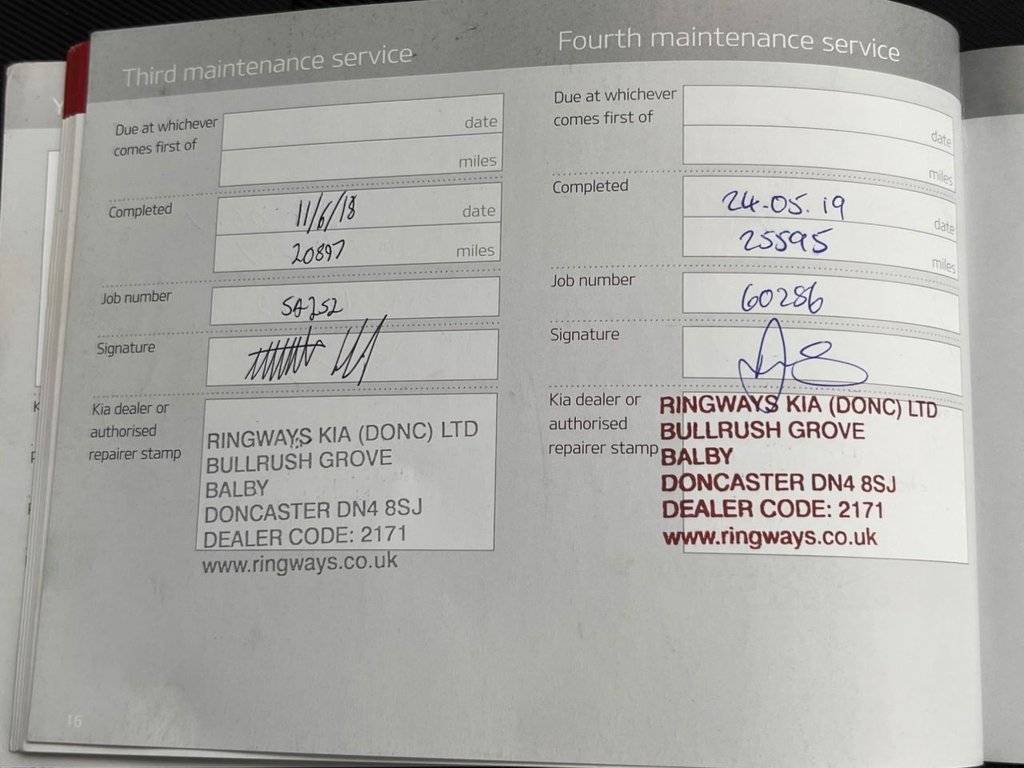 Third maintenance service
Due at whichever
comes first of
date
miles
Completed
11/6/18
date
20897
miles
Job number
Signature
Kia dealer or
authorised
repairer stamp
RINGWAYS KIA (DONC) LTD
BULLRUSH GROVE
BALBY
DONCASTER DN4 8SJ
DEALER CODE: 2171
www.ringways.co.uk
16
Fourth maintenance service
Due at whichever
comes first of
date
miles
Completed
24.05.19
date
25595
miles
Job number
60286
Signature
Kia dealer or
authorised
repairer stamp
RINGWAYS KIA (DONC) LTD
BULLRUSH GROVE
BALBY
DONCASTER DN4 8SJ
DEALER CODE: 2171
www.ringways.co.uk